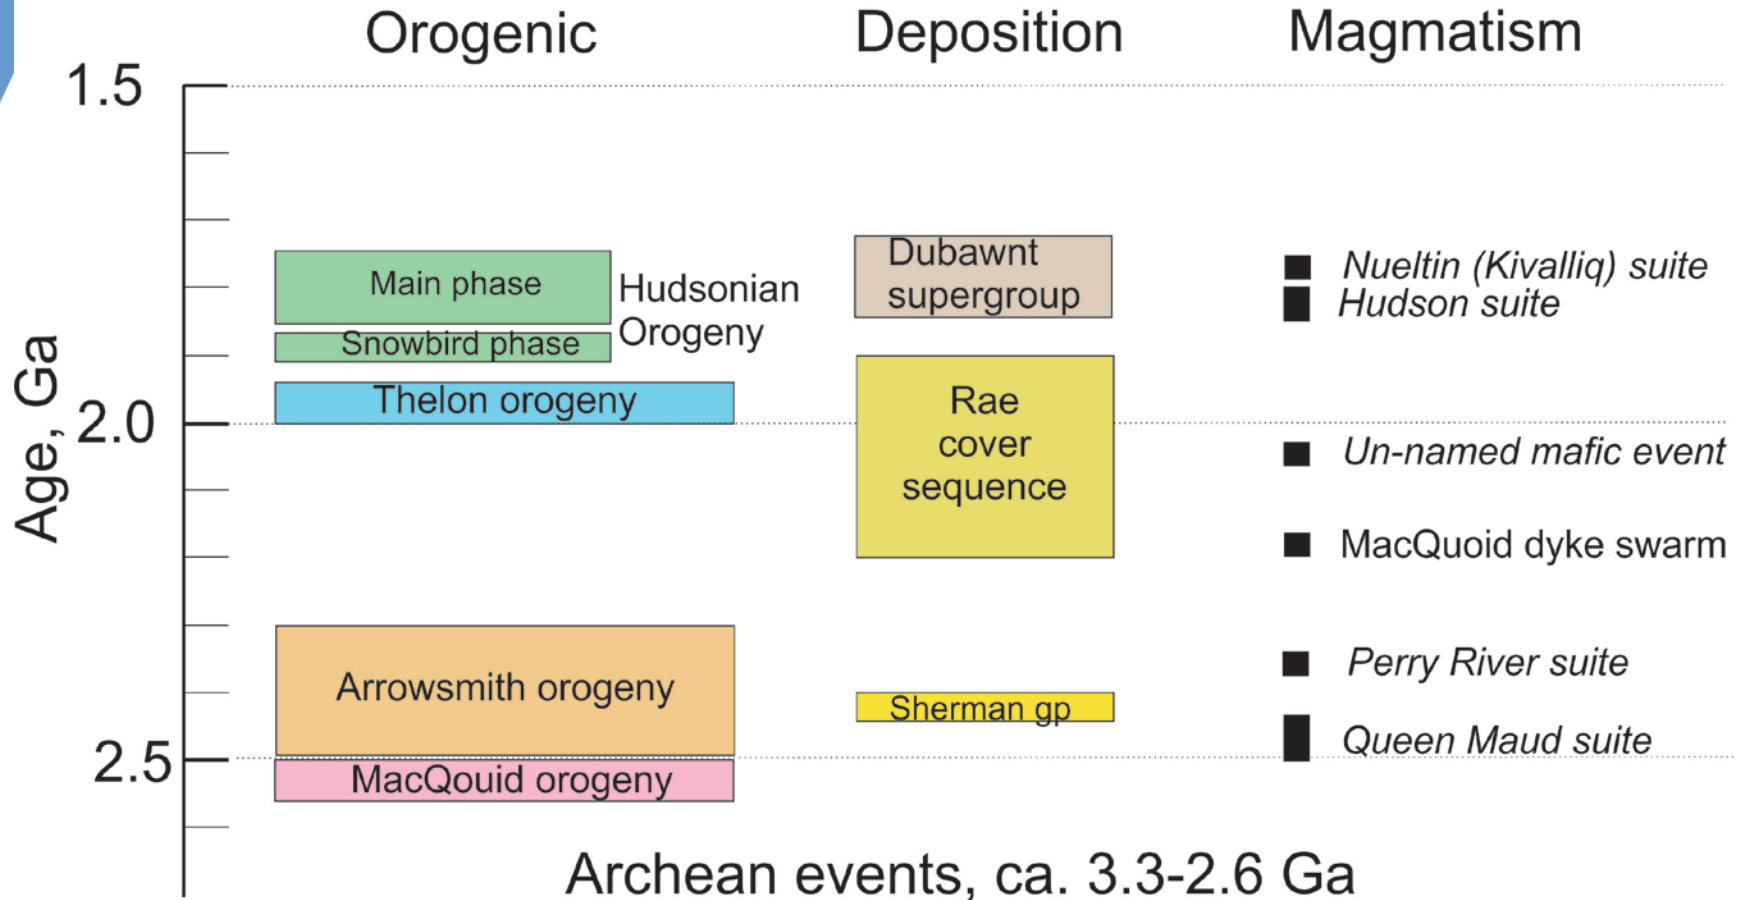 Orogenic
Deposition
Magmatism
1.5
Main phase
Hudsonian
Orogeny
Snowbird phase
Dubawnt
supergroup
Nueltin (Kivalliq) suite
Hudson suite
Age, Ga
Thelon orogeny
2.0
Rae
cover
sequence
Un-named mafic event
MacQuoid dyke swarm
Arrowsmith orogeny
Perry River suite
Sherman gp
Queen Maud suite
2.5
MacQouid orogeny
Archean events, ca. 3.3-2.6 Ga